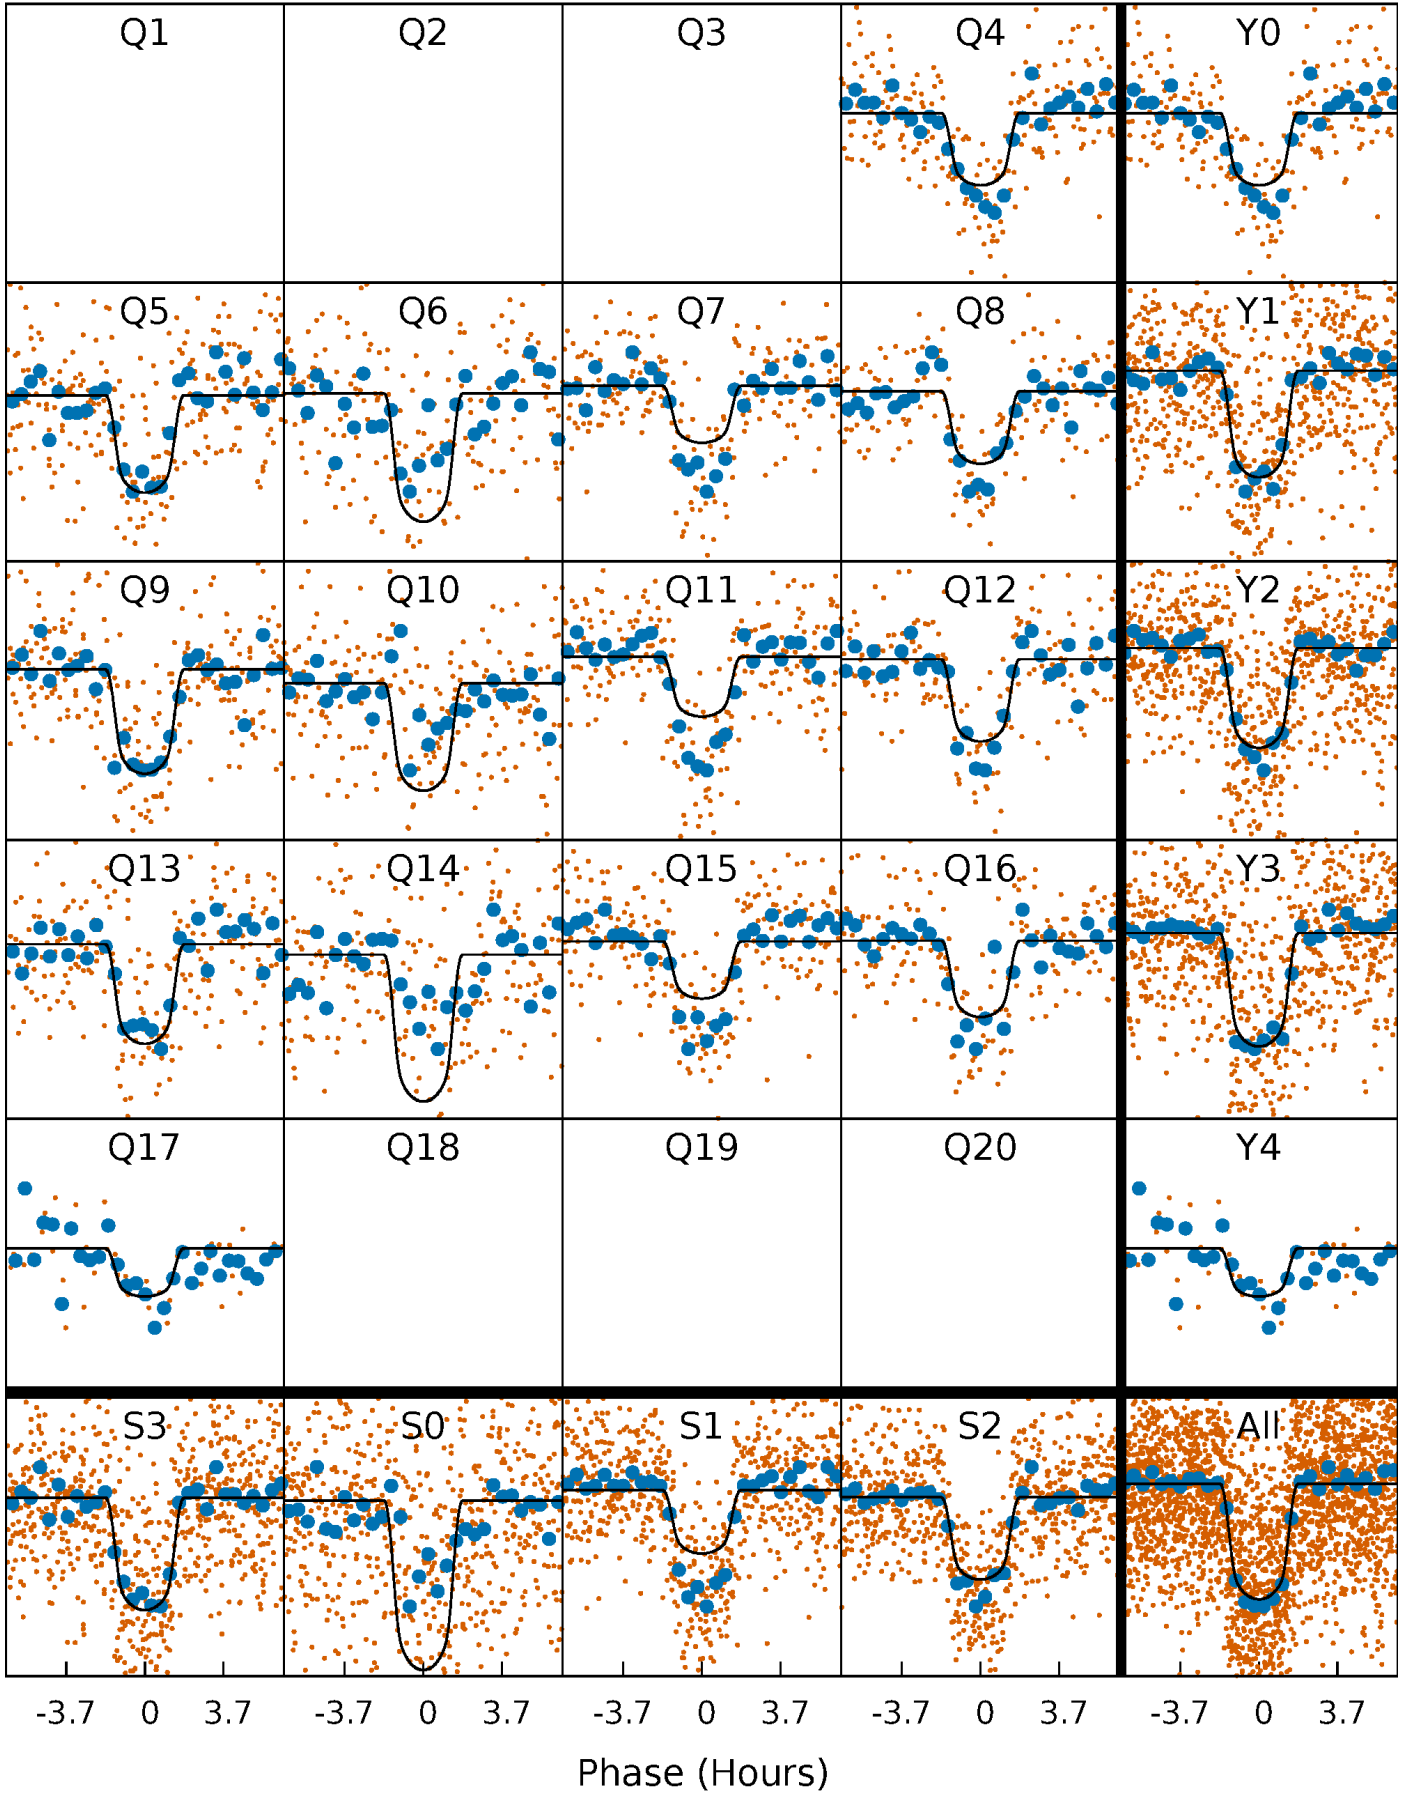 Q1 Q2 Q3 Q4 Y0
Q5 Q6 Q7 Q8 Y1
Q9 Q10 Q11 Q12 Y2
Q13 Q14 Q15 Q16 Y3
Q17 Q18 Q19 Q20 Y4
S3 S0 S1 S2 All
-3.7 0 3.7 -3.7 0 3.7 -3.7 0 3.7 -3.7 0 3.7 -3.7 0 3.7
Phase (Hours)